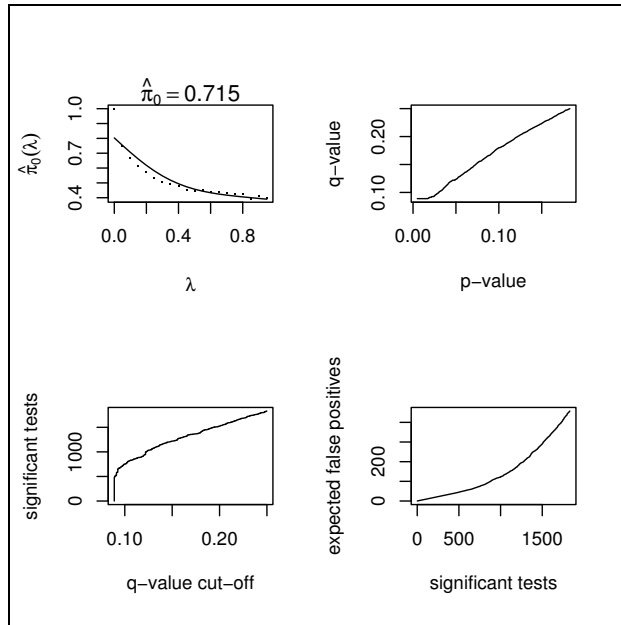 π̂₀ = 0.715
π̂₀(λ)
1.0
0.7
0.4
0.0 0.4 0.8
λ
q−value
0.20
0.10
0.00 0.10
p−value
significant tests
1000
0
0.10 0.20
q−value cut−off
expected false positives
200
0
0 500 1500
significant tests